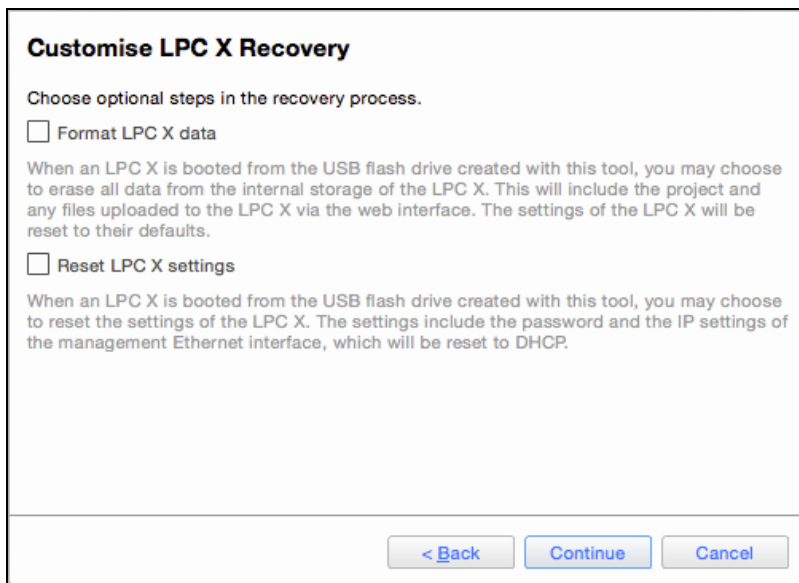 Customise LPC X Recovery
Choose optional steps in the recovery process.
Format LPC X data
When an LPC X is booted from the USB flash drive created with this tool, you may choose
to erase all data from the internal storage of the LPC X. This will include the project and
any files uploaded to the LPC X via the web interface. The settings of the LPC X will be
reset to their defaults.
Reset LPC X settings
When an LPC X is booted from the USB flash drive created with this tool, you may choose
to reset the settings of the LPC X. The settings include the password and the IP settings of
the management Ethernet interface, which will be reset to DHCP.
< Back Continue Cancel